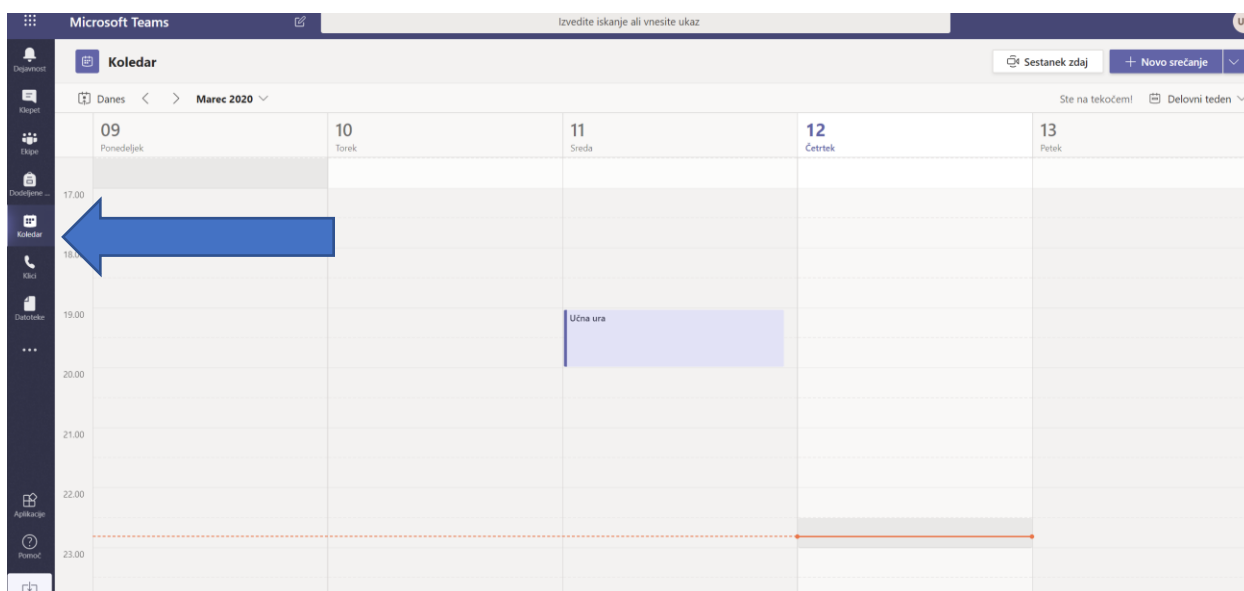 Microsoft Teams
Izvedite iskanje ali vnesite ukaz
U
Dejavnost
Klepet
Ekipe
Dodeljene ...
Koledar
Klici
Datoteke
Aplikacije
Pomoč
Koledar
Sestanek zdaj
+ Novo srečanje
Danes
Marec 2020
Ste na tekočem!
Delovni teden
09
Ponedeljek
10
Torek
11
Sreda
12
Četrtek
13
Petek
17.00
19.00
Učna ura
20.00
21.00
22.00
23.00